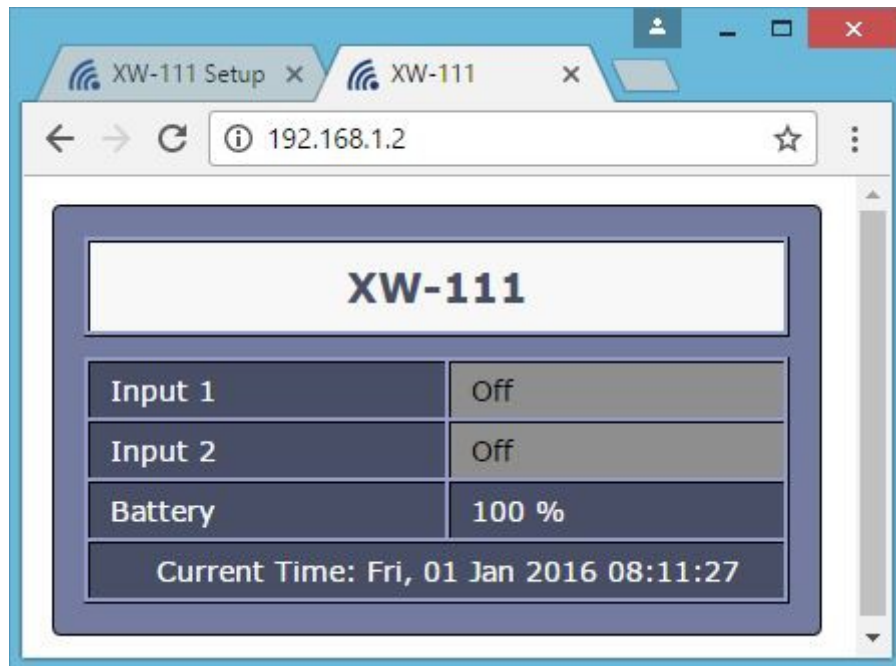 XW-111 Setup
XW-111
192.168.1.2
XW-111
Input 1 Off
Input 2 Off
Battery 100 %
Current Time: Fri, 01 Jan 2016 08:11:27